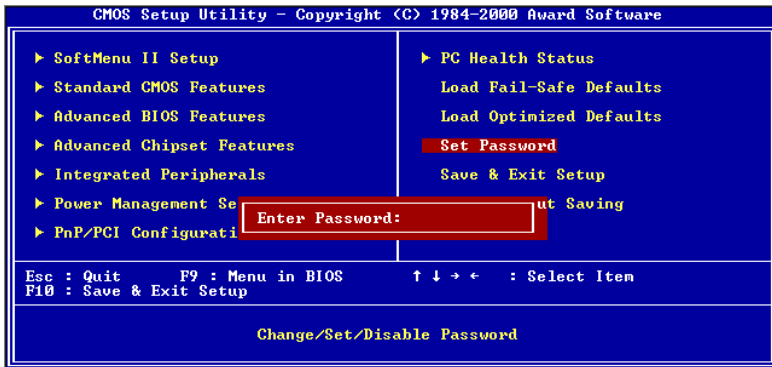 CMOS Setup Utility - Copyright (C) 1984-2000 Award Software
► SoftMenu II Setup
► Standard CMOS Features
► Advanced BIOS Features
► Advanced Chipset Features
► Integrated Peripherals
► Power Management Se
► PnP/PCI Configurati
► PC Health Status
Load Fail-Safe Defaults
Load Optimized Defaults
Set Password
Save & Exit Setup
ut Saving
Enter Password:
Esc : Quit F9 : Menu in BIOS ↑ ↓ → ← : Select Item
F10 : Save & Exit Setup
Change/Set/Disable Password